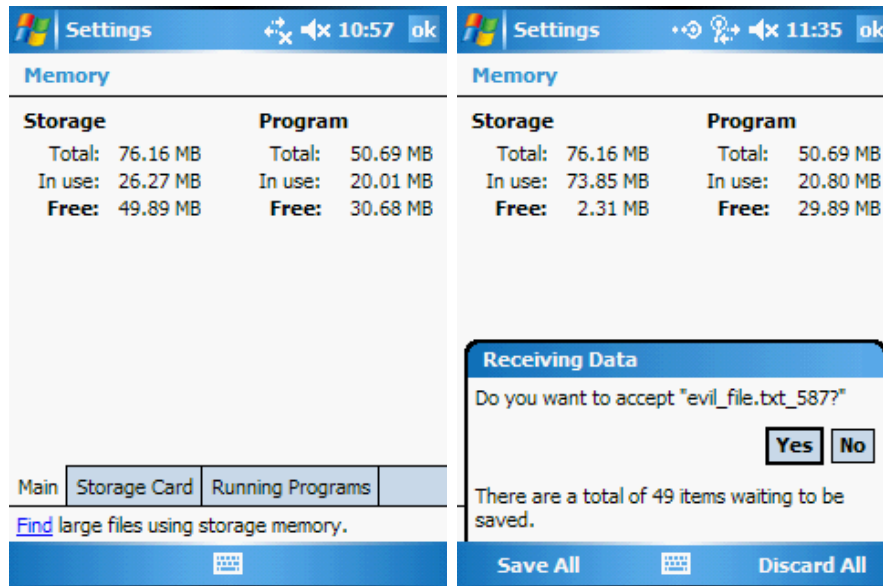 Settings 10:57 ok
Memory
Storage Program
Total: 76.16 MB Total: 50.69 MB
In use: 26.27 MB In use: 20.01 MB
Free: 49.89 MB Free: 30.68 MB
Main Storage Card Running Programs
Find large files using storage memory.
Settings 11:35 ok
Memory
Storage Program
Total: 76.16 MB Total: 50.69 MB
In use: 73.85 MB In use: 20.80 MB
Free: 2.31 MB Free: 29.89 MB
Receiving Data
Do you want to accept "evil_file.txt_587?"
Yes No
There are a total of 49 items waiting to be
saved.
Save All Discard All